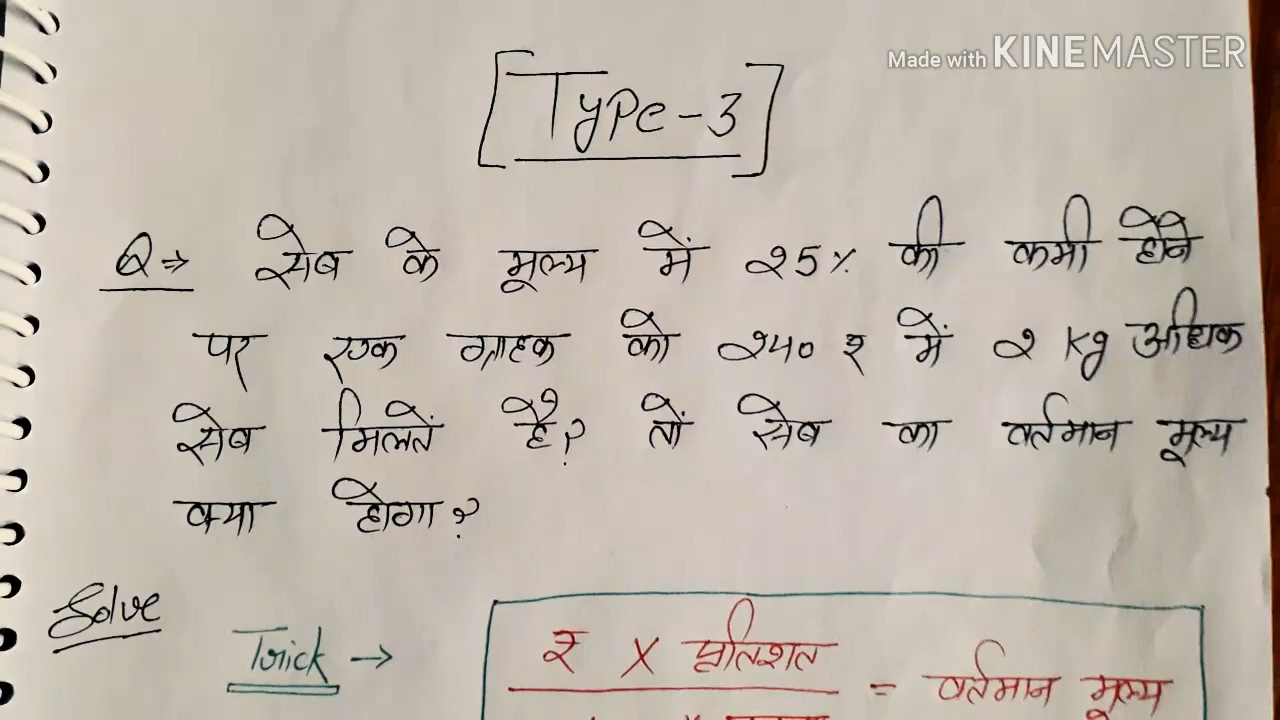 Made with KINEMASTER
[Type-3]
Q⇒ सेब के मूल्य में 25% की कमी होने
पर एक ग्राहक को 240 ₹ में 2 kg अधिक
सेब मिलतें है? तों सेब का वर्तमान मूल्य
क्या होगा?
Solve
Trick →
₹ X प्रतिशत
= वर्तमान मूल्य